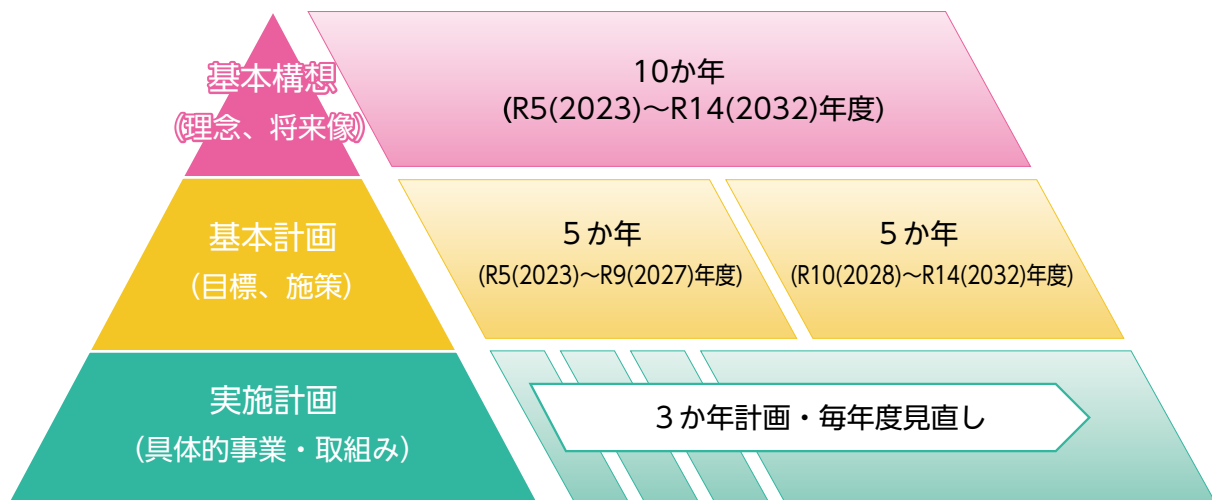 基本構想
(理念、将来像)
10か年
(R5(2023)～R14(2032)年度)
基本計画
(目標、施策)
５か年
(R5(2023)～R9(2027)年度)
５か年
(R10(2028)～R14(2032)年度)
実施計画
(具体的事業・取組み)
３か年計画・毎年度見直し